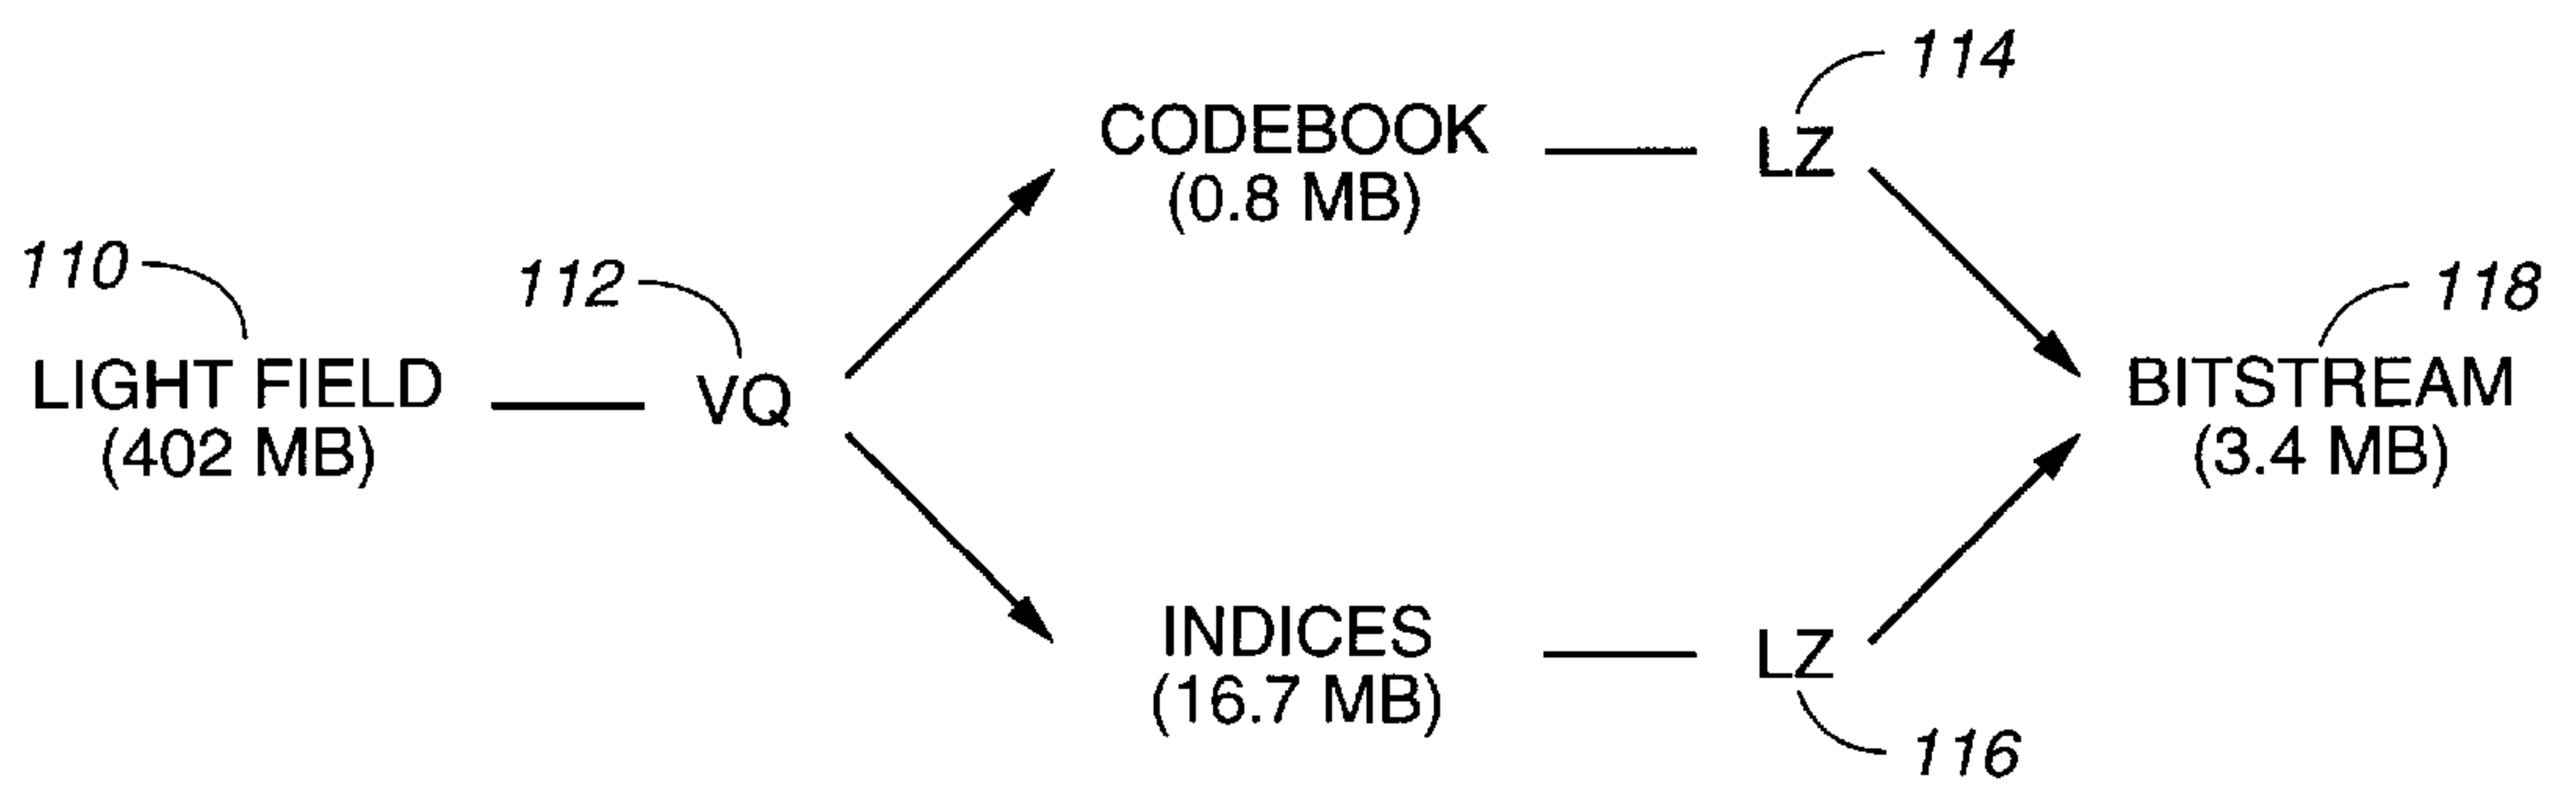 114
CODEBOOK
(0.8 MB)
LZ
110
112
118
LIGHT FIELD
(402 MB)
VQ
BITSTREAM
(3.4 MB)
INDICES
(16.7 MB)
LZ
116